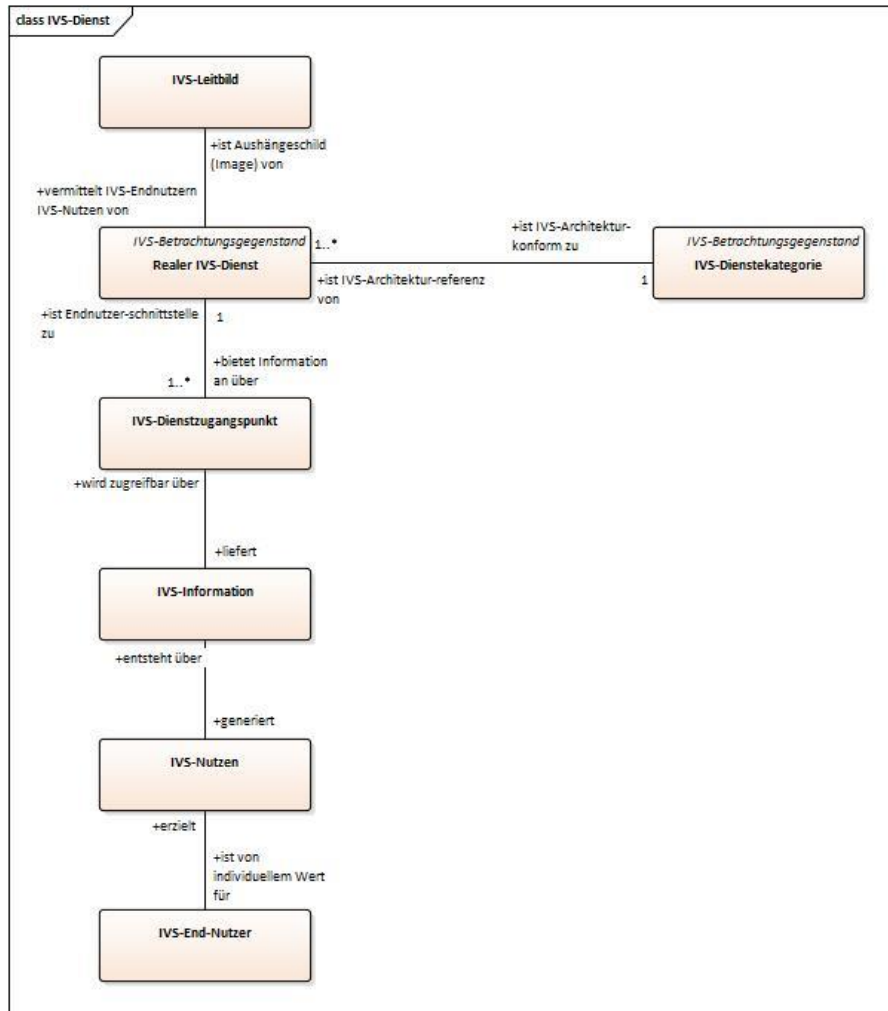 class IVS-Dienst
IVS-Leitbild
+ist Aushängeschild
(Image) von
+vermittelt IVS-Endnutzern
IVS-Nutzen von
IVS-Betrachtungsgegenstand
Realer IVS-Dienst
1..*
+ist IVS-Architektur-
konform zu
+ist IVS-Architektur-referenz
von
1
IVS-Betrachtungsgegenstand
IVS-Dienstekategorie
+ist Endnutzer-schnittstelle
zu
1
+bietet Information
an über
1..*
IVS-Dienstzugangspunkt
+wird zugreifbar über
+liefert
IVS-Information
+entsteht über
+generiert
IVS-Nutzen
+erzielt
+ist von
individuellem Wert
für
IVS-End-Nutzer